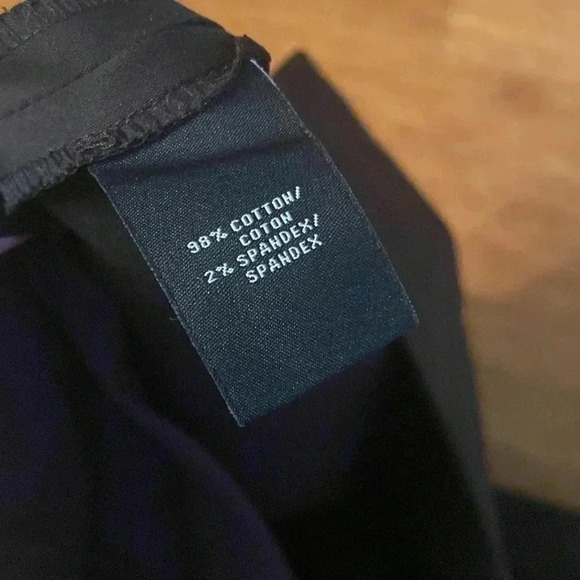 98% COTTON/
COTON
2% SPANDEX/
SPANDEX